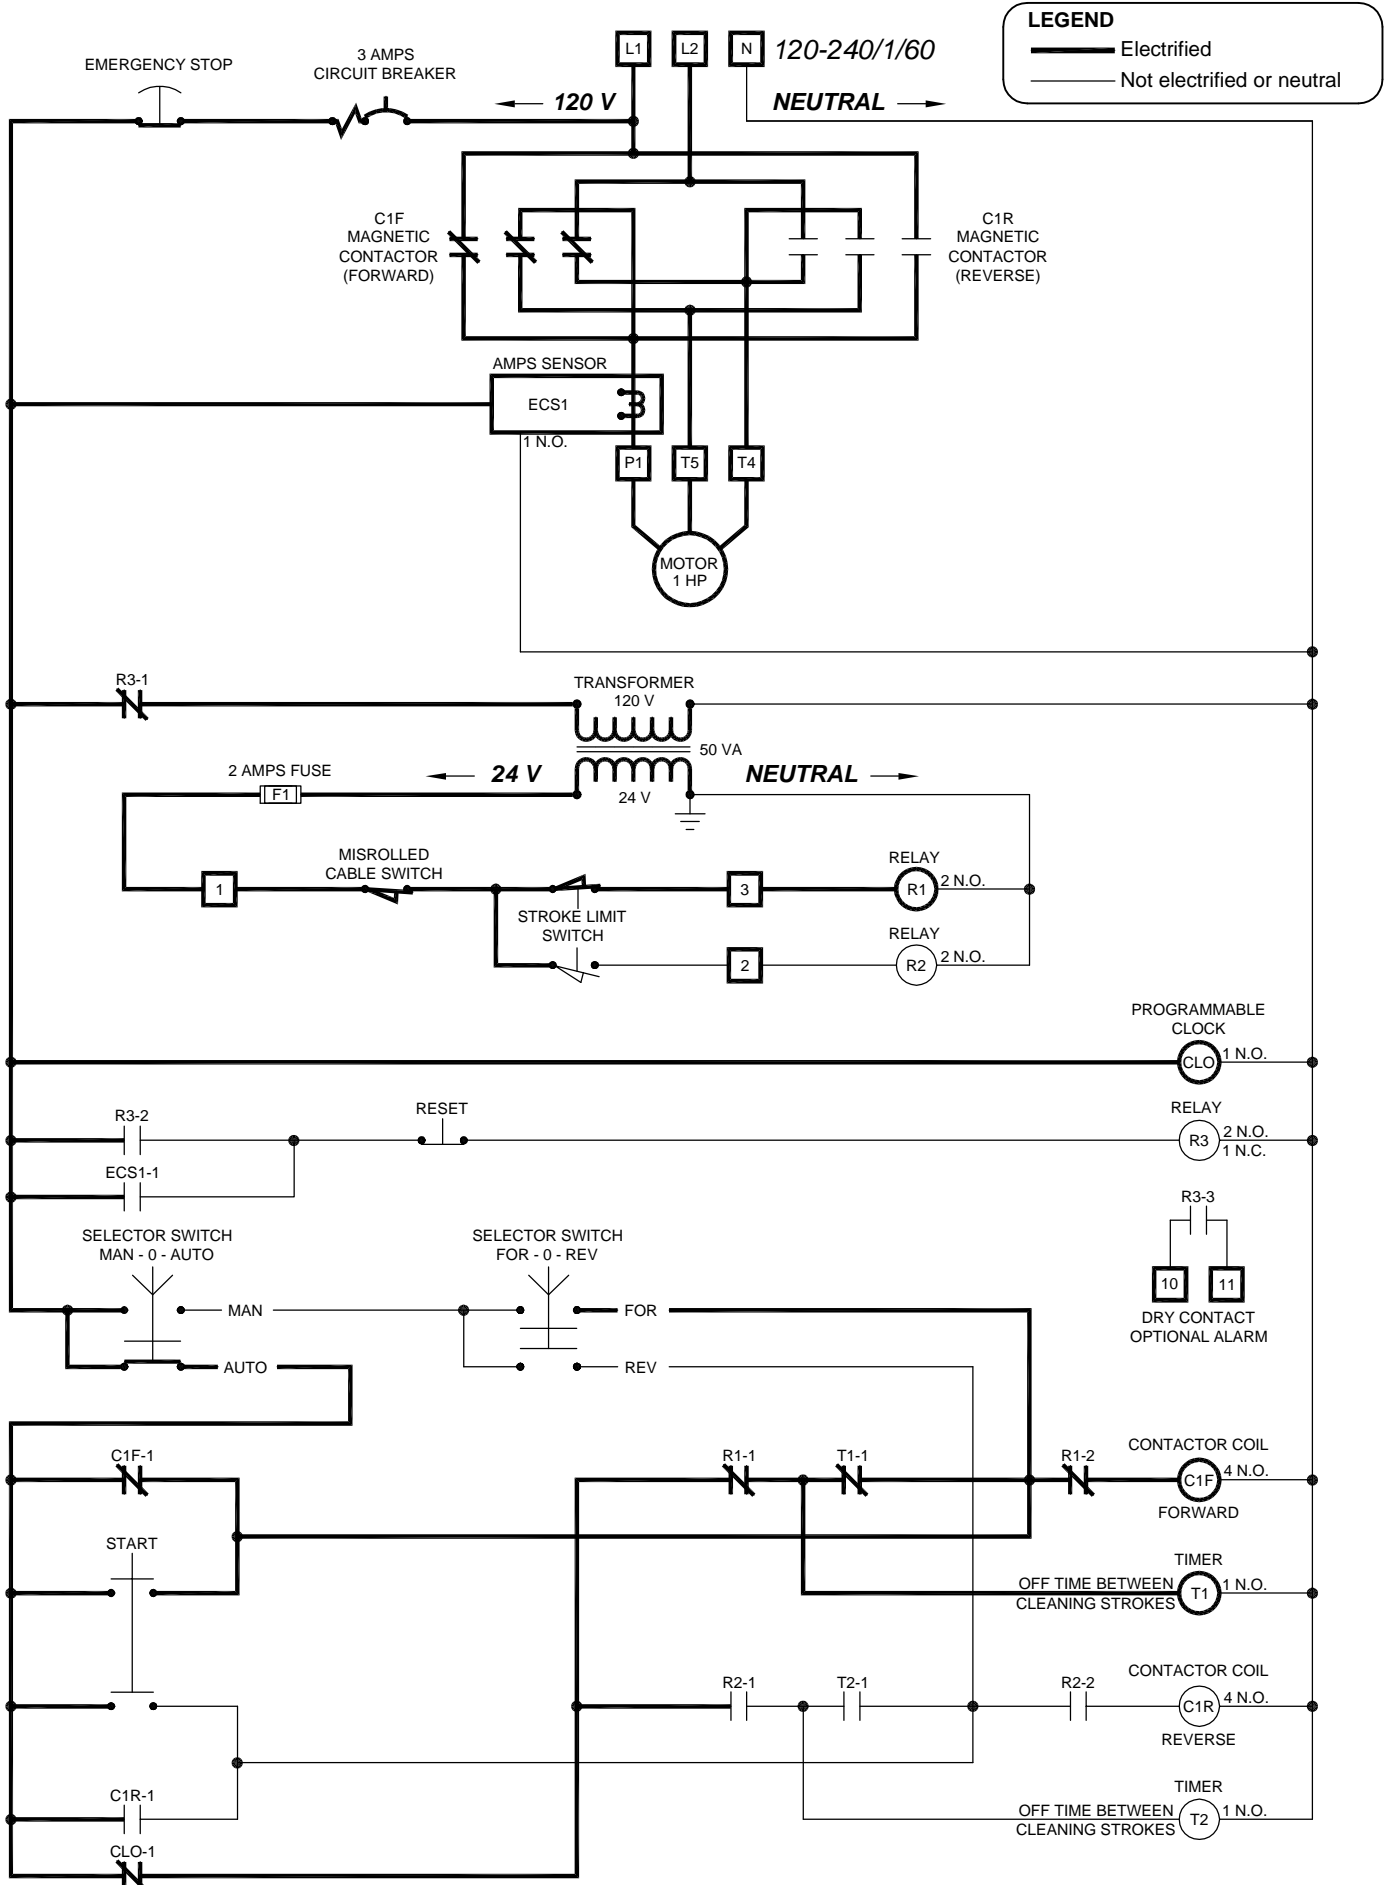 LEGEND
Electrified
Not electrified or neutral
L1
L2
N
120-240/1/60
EMERGENCY STOP
3 AMPS
CIRCUIT BREAKER
120 V
NEUTRAL
C1F
MAGNETIC
CONTACTOR
(FORWARD)
C1R
MAGNETIC
CONTACTOR
(REVERSE)
AMPS SENSOR
ECS1
1 N.O.
P1
T5
T4
MOTOR
1 HP
R3-1
TRANSFORMER
120 V
50 VA
2 AMPS FUSE
F1
24 V
NEUTRAL
24 V
MISROLLED
CABLE SWITCH
1
STROKE LIMIT
SWITCH
3
RELAY
R1
2 N.O.
2
RELAY
R2
2 N.O.
PROGRAMMABLE
CLOCK
CLO
1 N.O.
R3-2
RESET
RELAY
R3
2 N.O.
1 N.C.
ECS1-1
R3-3
10
11
DRY CONTACT
OPTIONAL ALARM
SELECTOR SWITCH
MAN - 0 - AUTO
SELECTOR SWITCH
FOR - 0 - REV
MAN
FOR
AUTO
REV
C1F-1
R1-1
T1-1
R1-2
CONTACTOR COIL
C1F
4 N.O.
FORWARD
START
TIMER
OFF TIME BETWEEN
CLEANING STROKES
T1
1 N.O.
R2-1
T2-1
R2-2
CONTACTOR COIL
C1R
4 N.O.
REVERSE
C1R-1
TIMER
OFF TIME BETWEEN
CLEANING STROKES
T2
1 N.O.
CLO-1